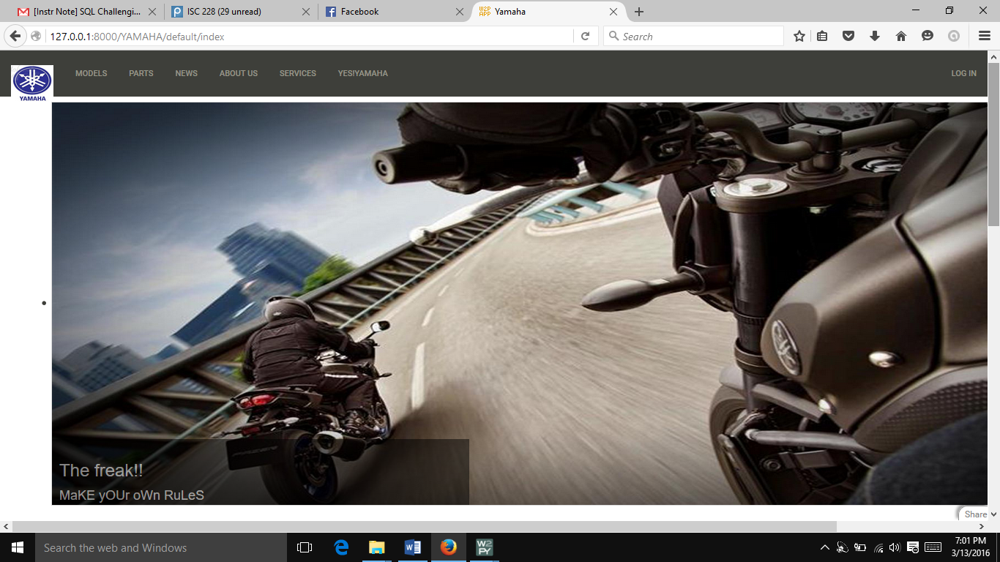 [Instr Note] SQL Challengi...
ISC 228 (29 unread)
Facebook
Yamaha
127.0.0.1:8000/YAMAHA/default/index
Search
YAMAHA
MODELS
PARTS
NEWS
ABOUT US
SERVICES
YES!YAMAHA
LOG IN
The freak!!
MaKE yOUr oWn RuLeS
Share
Search the web and Windows
W2
PY
7:01 PM
3/13/2016